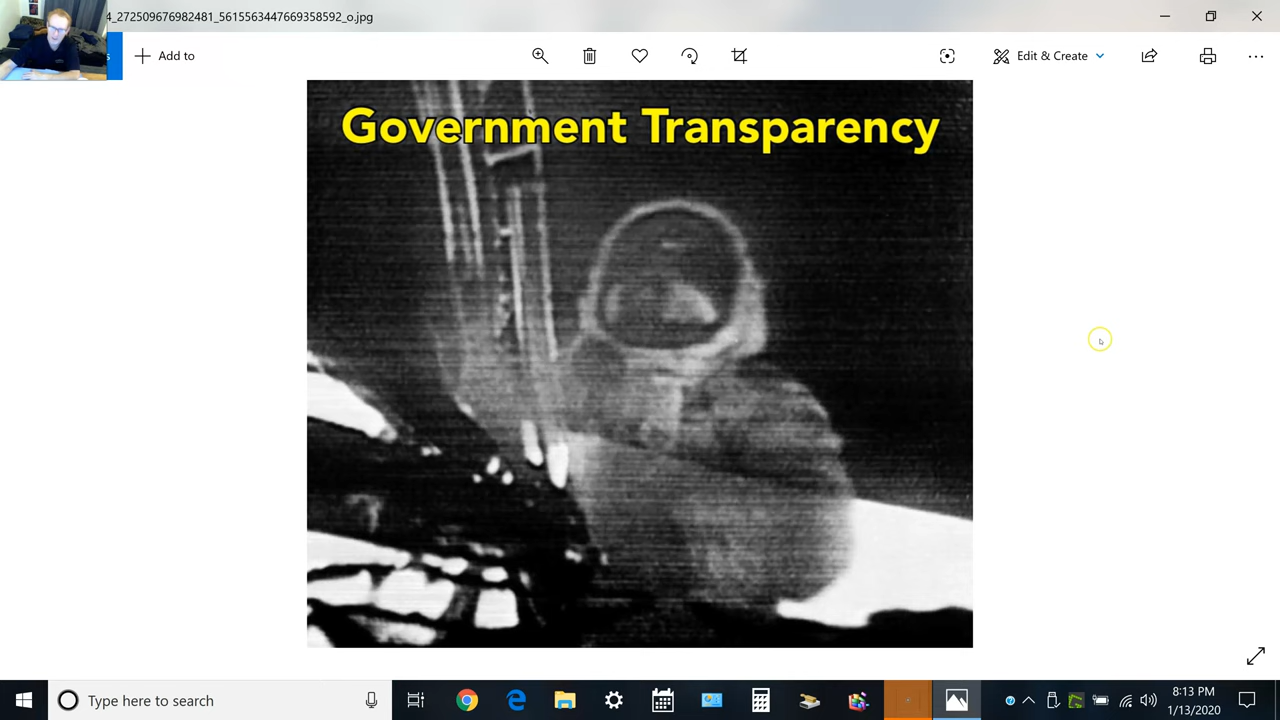 4_272509676982481_5615563447669358592_o.jpg
s
Add to
Edit & Create
Government Transparency
Type here to search
8:13 PM
1/13/2020